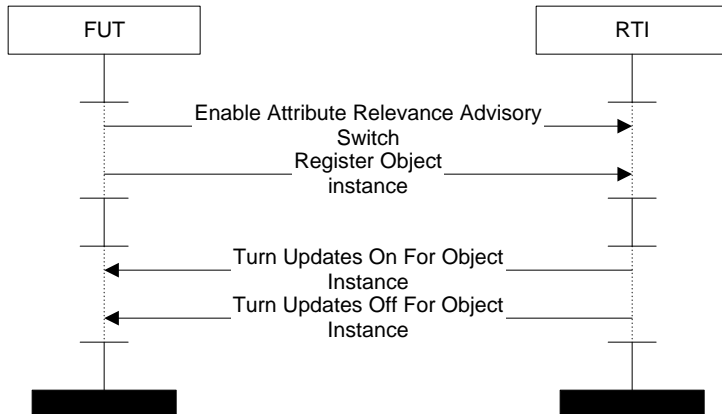 FUT
RTI
Enable Attribute Relevance Advisory
Switch
Register Object
instance
Turn Updates On For Object
Instance
Turn Updates Off For Object
Instance